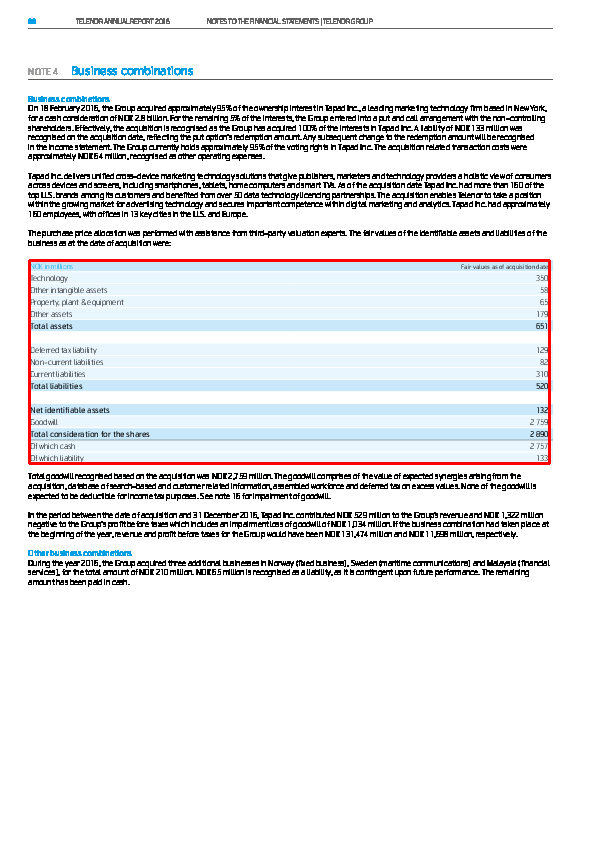 88 TELENOR ANNUAL REPORT 2016 NOTES TO THE FINANCIAL STATEMENTS | TELENOR GROUP
NOTE 4 Business combinations
Business combinations
On 18 February 2016, the Group acquired approximately 95% of the ownership interest in Tapad Inc., a leading marketing technology firm based in New York,
for a cash consideration of NOK 2.8 billion. For the remaining 5% of the interests, the Group entered into a put and call arrangement with the non-controlling
shareholders. Effectively, the acquisition is recognised as the Group has acquired 100% of the interests in Tapad Inc. A liability of NOK 133 million was
recognised on the acquisition date, reflecting the put option's redemption amount. Any subsequent change to the redemption amount will be recognised
in the income statement. The Group currently holds approximately 95% of the voting rights in Tapad Inc. The acquisition related transaction costs were
approximately NOK 64 million, recognised as other operating expenses.
Tapad Inc. delivers unified cross-device marketing technology solutions that give publishers, marketers and technology providers a holistic view of consumers
across devices and screens, including smartphones, tablets, home computers and smart TVs. As of the acquisition date Tapad Inc. had more than 160 of the
top U.S. brands among its customers and benefited from over 50 data technology licencing partnerships. The acquisition enables Telenor to take a position
within the growing market for advertising technology and secures important competence within digital marketing and analytics. Tapad Inc. had approximately
160 employees, with offices in 13 key cities in the U.S. and Europe.
The purchase price allocation was performed with assistance from third-party valuation experts. The fair values of the identifiable assets and liabilities of the
business as at the date of acquisition were:
NOK in millions Fair values as of acquisition date
Technology 350
Other intangible assets 58
Property, plant & equipment 65
Other assets 179
Total assets 651
Deferred tax liability 129
Non-current liabilities 82
Current liabilities 310
Total liabilities 520
Net identifiable assets 132
Goodwill 2 759
Total consideration for the shares 2 890
Of which cash 2 757
Of which liability 133
Total goodwill recognised based on the acquisition was NOK 2,759 million. The goodwill comprises of the value of expected synergies arising from the
acquisition, database of search-based and customer related information, assembled workforce and deferred tax on excess values. None of the goodwill is
expected to be deductible for income tax purposes. See note 16 for impairment of goodwill.
In the period between the date of acquisition and 31 December 2016, Tapad Inc. contributed NOK 529 million to the Group's revenue and NOK 1,322 million
negative to the Group's profit before taxes which includes an impairment loss of goodwill of NOK 1,034 million. If the business combination had taken place at
the beginning of the year, revenue and profit before taxes for the Group would have been NOK 131,474 million and NOK 11,698 million, respectively.
Other business combinations
During the year 2016, the Group acquired three additional businesses in Norway (fixed business), Sweden (maritime communications) and Malaysia (financial
services), for the total amount of NOK 210 million. NOK 65 million is recognised as a liability, as it is contingent upon future performance. The remaining
amount has been paid in cash.